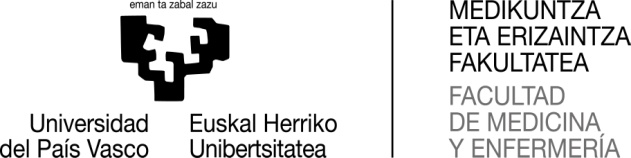 eman ta zabal zazu
Universidad
del País Vasco
Euskal Herriko
Unibertsitatea
MEDIKUNTZA
ETA ERIZAINTZA
FAKULTATEA
FACULTAD
DE MEDICINA
Y ENFERMERÍA